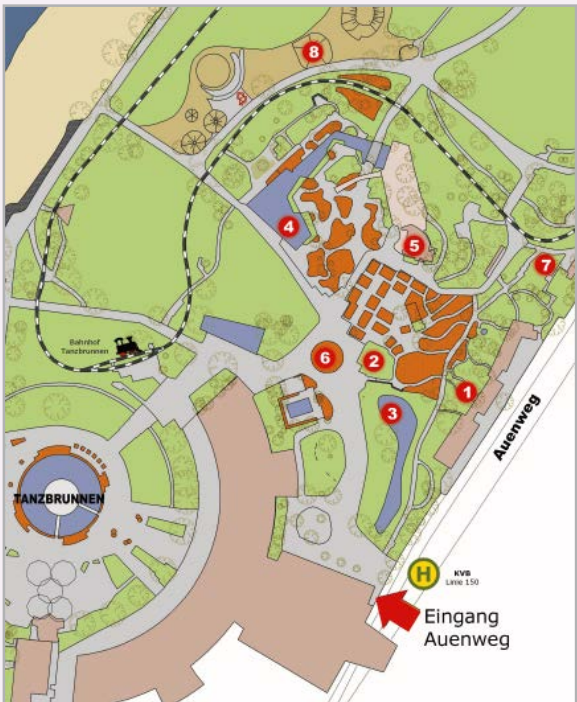 8
4
5
7
Bahnhof
Tanzbrunnen
6
2
1
3
Auenweg
TANZBRUNNEN
H
KVB
Linie 150
Eingang
Auenweg